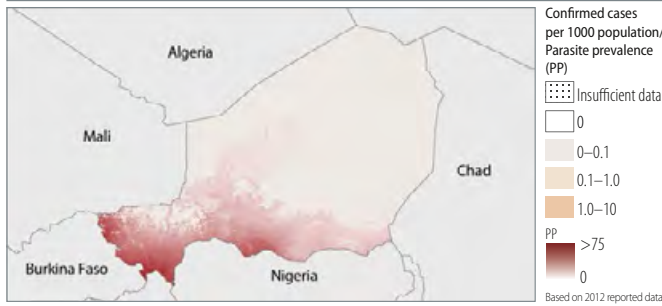 Algeria
Mali
Chad
Burkina Faso
Nigeria
Confirmed cases
per 1000 population/
Parasite prevalence
(PP)
Insufficient data
0
0–0.1
0.1–1.0
1.0–10
PP
>75
0
Based on 2012 reported data